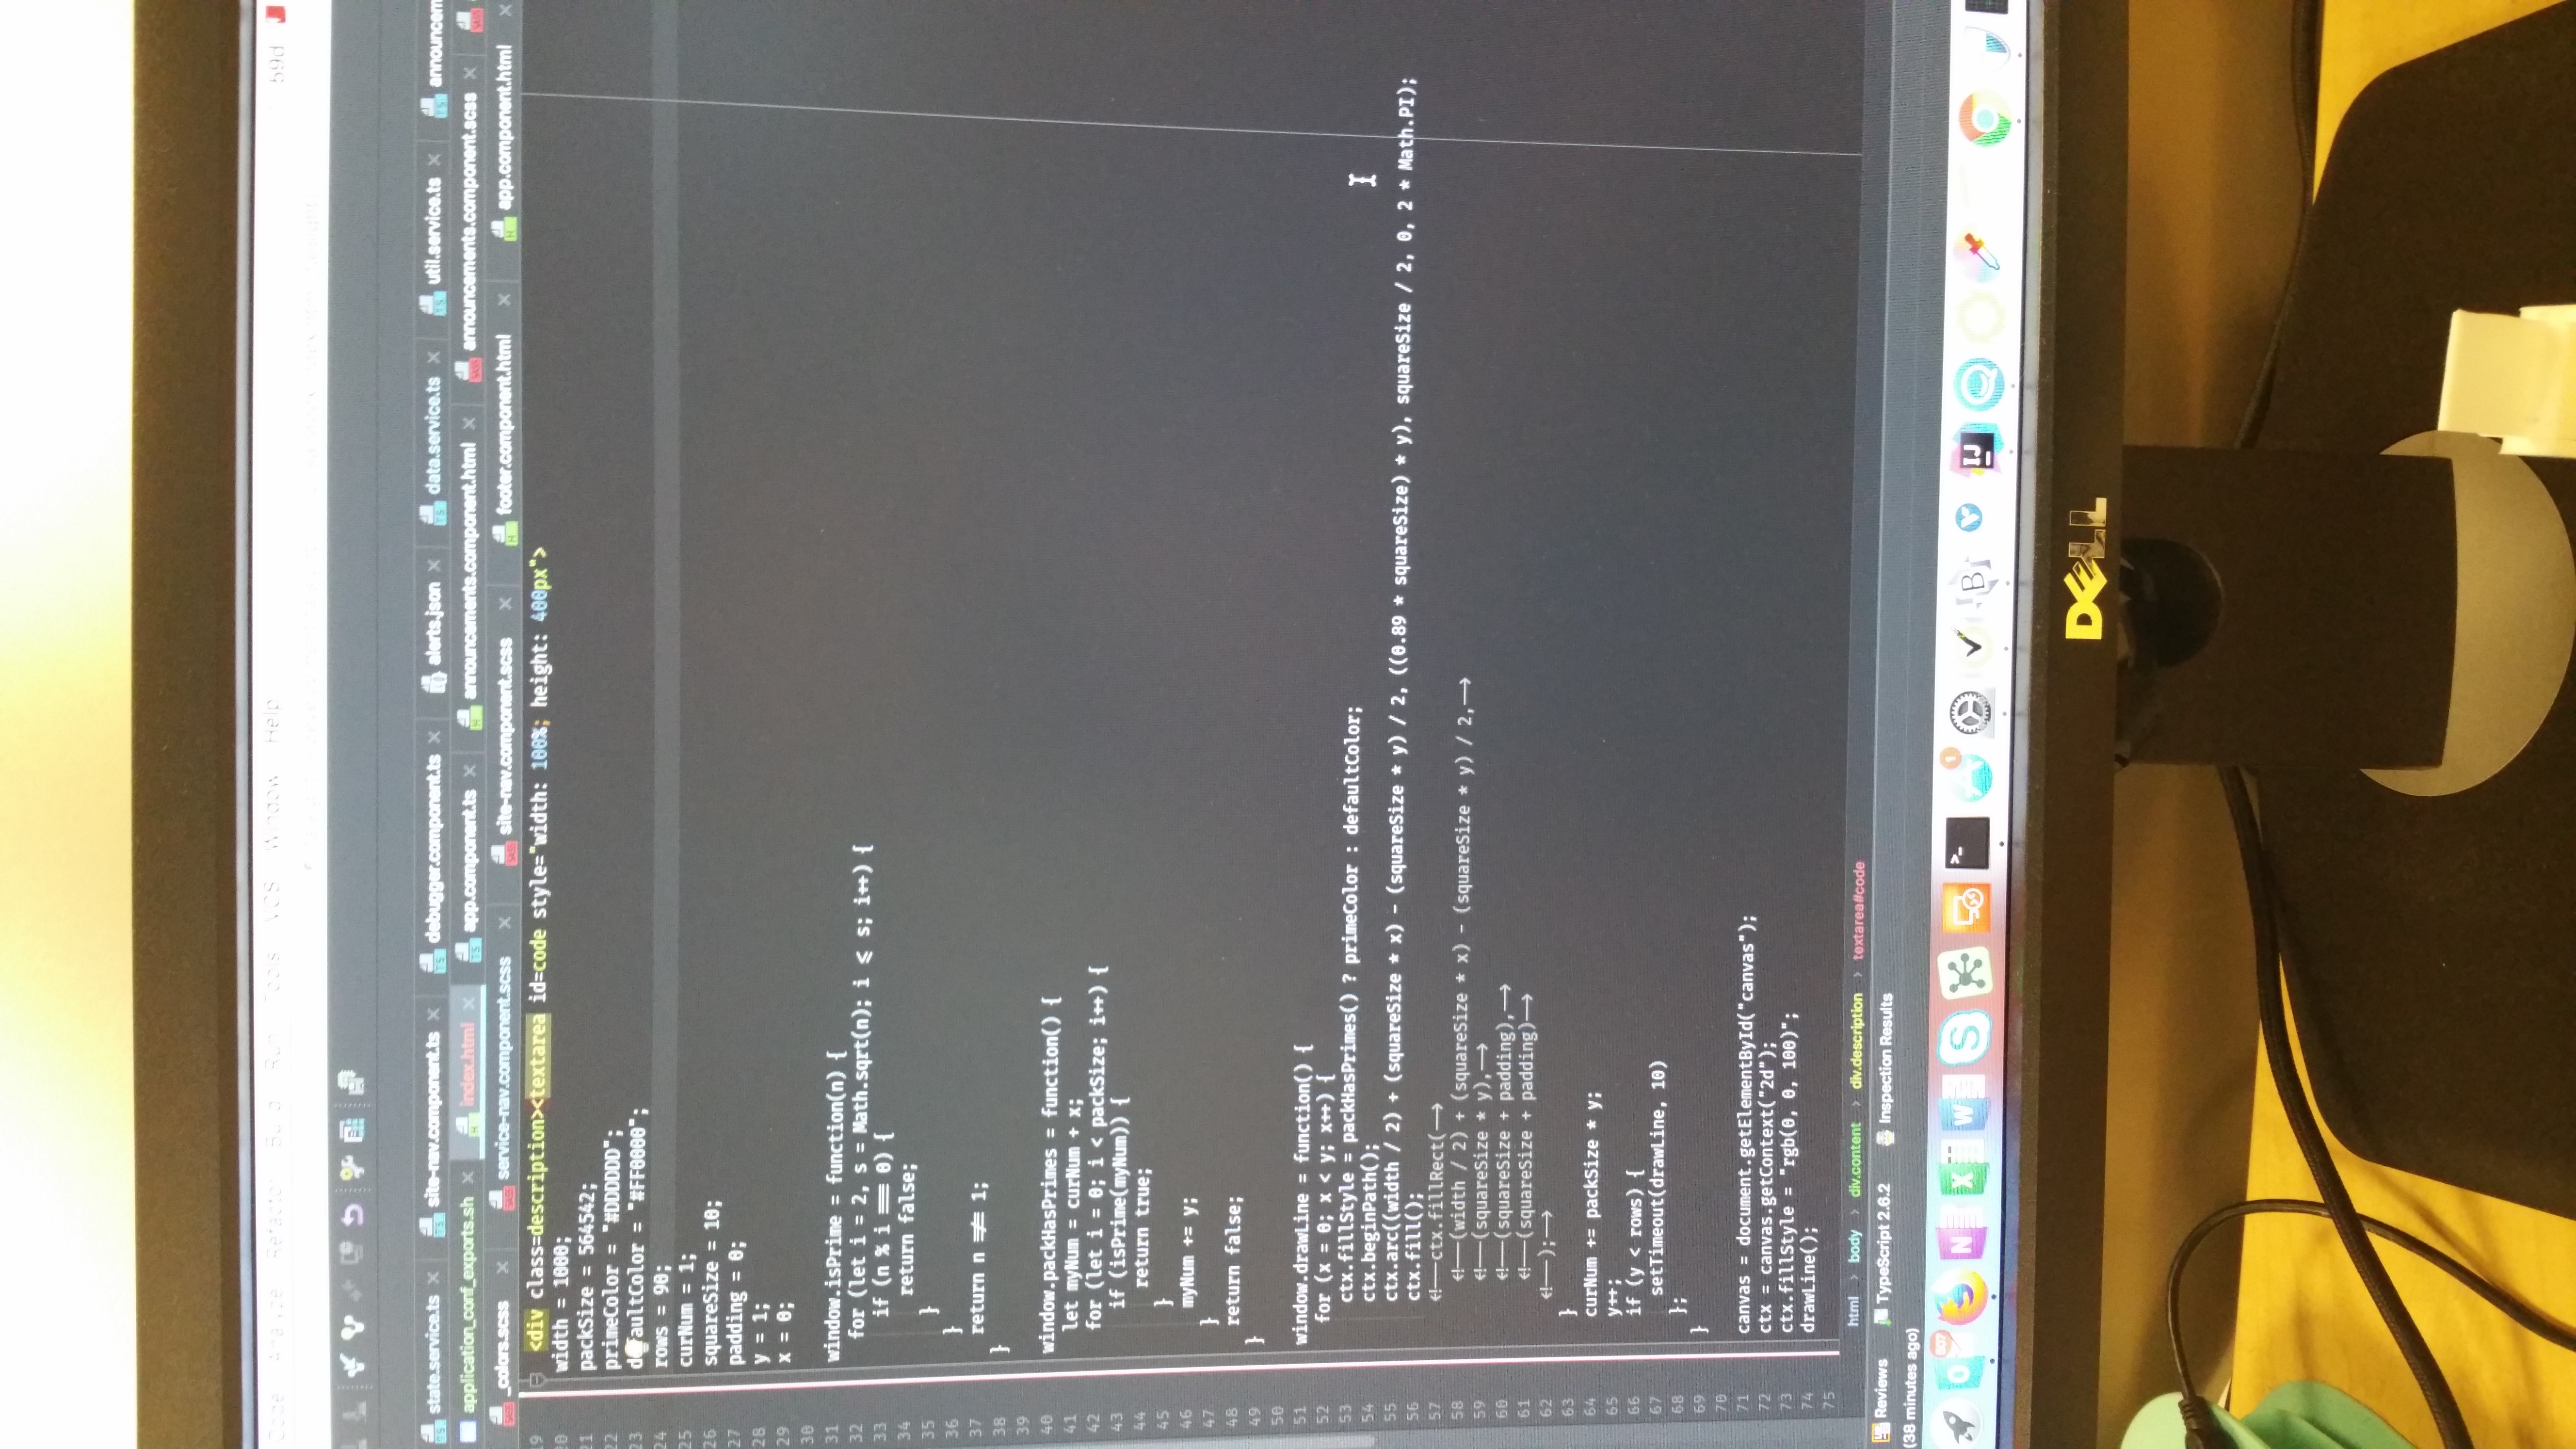 Code Analyze Refactor Build Run Tools VCS Window Help 59d
state.service.ts site-nav.component.ts debugger.component.ts alerts.json data.service.ts util.service.ts announcem
application_conf_exports.sh index.html app.component.ts announcements.component.html announcements.component.scss
_colors.scss service-nav.component.scss site-nav.component.scss footer.component.html app.component.html
19 <div class=description><textarea id=code style="width: 100%; height: 400px">
20 width = 1000;
21 packSize = 564542;
22 primeColor = "#DDDDDD";
23 defaultColor = "#FF0000";
24 rows = 90;
25 curNum = 1;
26 squareSize = 10;
27 padding = 0;
28 y = 1;
29 x = 0;
30
31 window.isPrime = function(n) {
32 for (let i = 2, s = Math.sqrt(n); i <= s; i++) {
33 if (n % i === 0) {
34 return false;
35 }
36 }
37 return n !== 1;
38 }
39
40 window.packHasPrimes = function() {
41 let myNum = curNum + x;
42 for (let i = 0; i < packSize; i++) {
43 if (isPrime(myNum)) {
44 return true;
45 }
46 myNum += y;
47 }
48 return false;
49 }
50
51 window.drawLine = function() {
52 for (x = 0; x < y; x++) {
53 ctx.fillStyle = packHasPrimes() ? primeColor : defaultColor;
54 ctx.beginPath();
55 ctx.arc((width / 2) + (squareSize * x) - (squareSize * y) / 2, ((0.89 * squareSize) * y), squareSize / 2, 0, 2 * Math.PI);
56 ctx.fill();
57 <!--ctx.fillRect(-->
58 <!--(width / 2) + (squareSize * x) - (squareSize * y) / 2,-->
59 <!--(squareSize * y),-->
60 <!--(squareSize + padding),-->
61 <!--(squareSize + padding)-->
62 <!--);-->
63 }
64 curNum += packSize * y;
65 y++;
66 if (y < rows) {
67 setTimeout(drawLine, 10)
68 };
69 }
70
71 canvas = document.getElementById("canvas");
72 ctx = canvas.getContext("2d");
73 ctx.fillStyle = "rgb(0, 0, 100)";
74 drawLine();
75
html › body › div.content › div.description › textarea#code
Reviews TypeScript 2.6.2 Inspection Results
(38 minutes ago)
O 607 N X W S >_ 1 B IJ
DELL